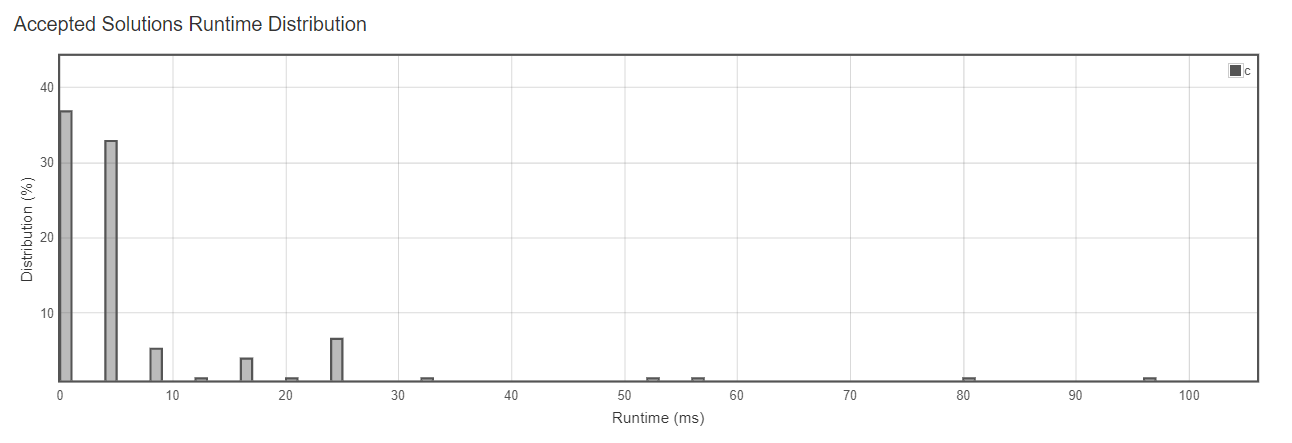 Accepted Solutions Runtime Distribution
c
40
30
20
10
Distribution (%)
0 10 20 30 40 50 60 70 80 90 100
Runtime (ms)